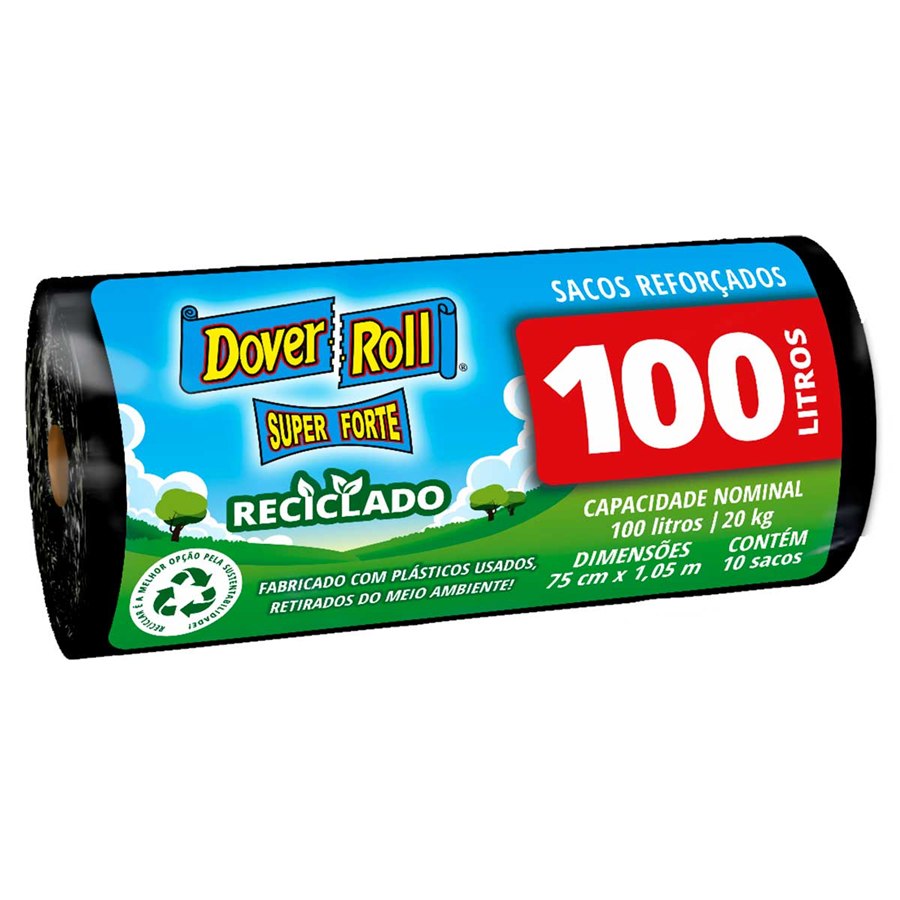 SACOS REFORÇADOS
Dover Roll ®
100 LITROS
SUPER FORTE
RECICLADO
CAPACIDADE NOMINAL
100 litros | 20 kg
DIMENSÕES
75 cm x 1,05 m
CONTÉM
10 sacos
FABRICADO COM PLÁSTICOS USADOS,
RETIRADOS DO MEIO AMBIENTE!
RECICLAR É A MELHOR OPÇÃO PELA SUSTENTABILIDADE!